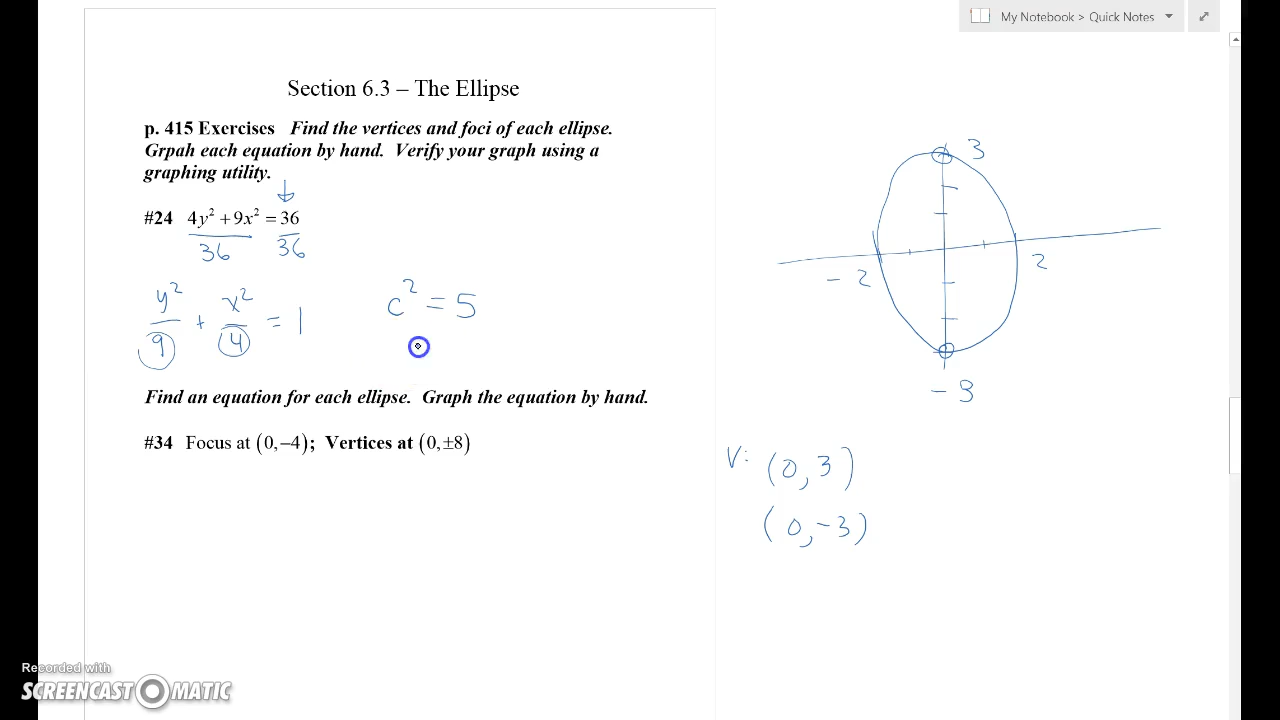 My Notebook > Quick Notes
Section 6.3 – The Ellipse
p. 415 Exercises Find the vertices and foci of each ellipse.
Grpah each equation by hand. Verify your graph using a
graphing utility.
#24 4y² + 9x² = 36
36 36
y²/9 + x²/4 = 1
c² = 5
Find an equation for each ellipse. Graph the equation by hand.
#34 Focus at (0,−4); Vertices at (0,±8)
3
−2
2
−3
V: (0, 3)
(0, −3)
Recorded with
SCREENCAST-O-MATIC